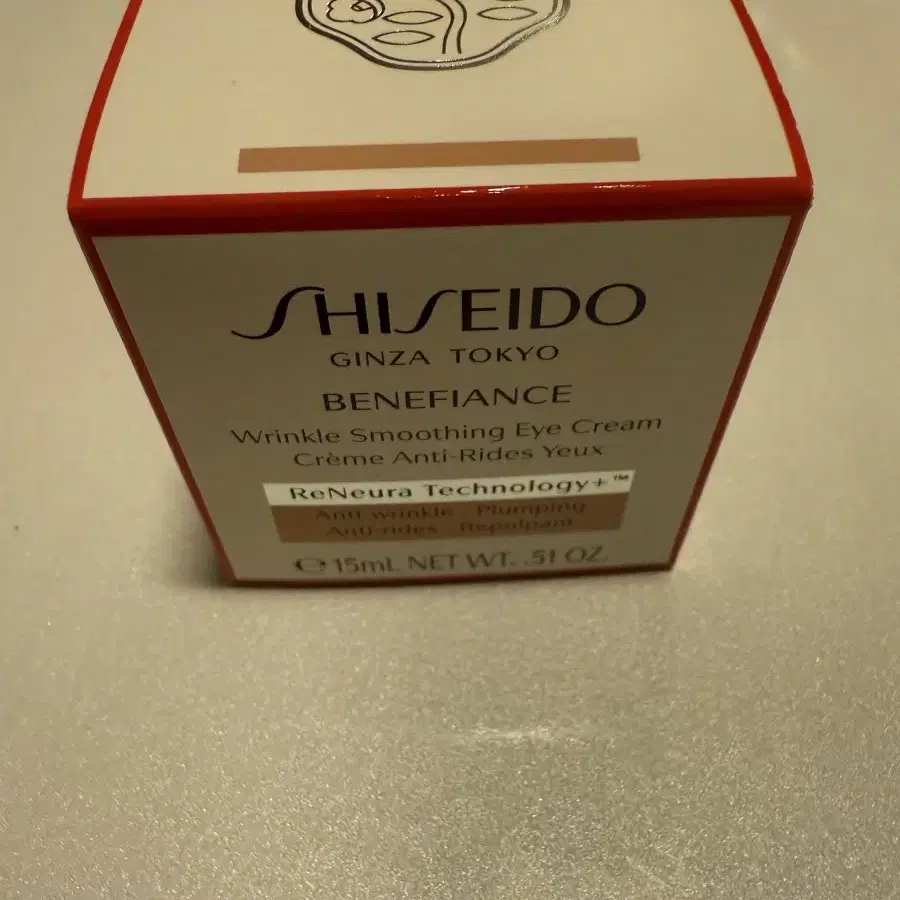 SHISEIDO
GINZA TOKYO
BENEFIANCE
Wrinkle Smoothing Eye Cream
Crème Anti-Rides Yeux
ReNeura Technology+™
Anti-wrinkle Plumping
Anti-rides Repulpant
℮ 15mL NET WT. .51 OZ.